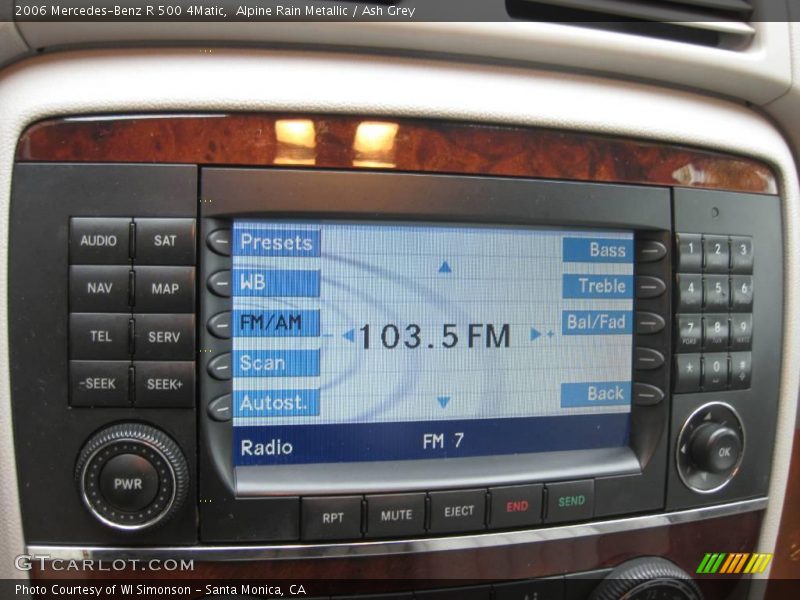 2006 Mercedes-Benz R 500 4Matic,  Alpine Rain Metallic / Ash Grey
AUDIO SAT
NAV MAP
TEL SERV
-SEEK SEEK+
PWR
Presets
WB
FM/AM
Scan
Autost.
103.5 FM
Bass
Treble
Bal/Fad
Back
Radio FM 7
RPT MUTE EJECT END SEND
1 2 3
4 5 6
7 8 9
* 0
OK
GTCARLOT.COM
Photo Courtesy of WI Simonson - Santa Monica, CA